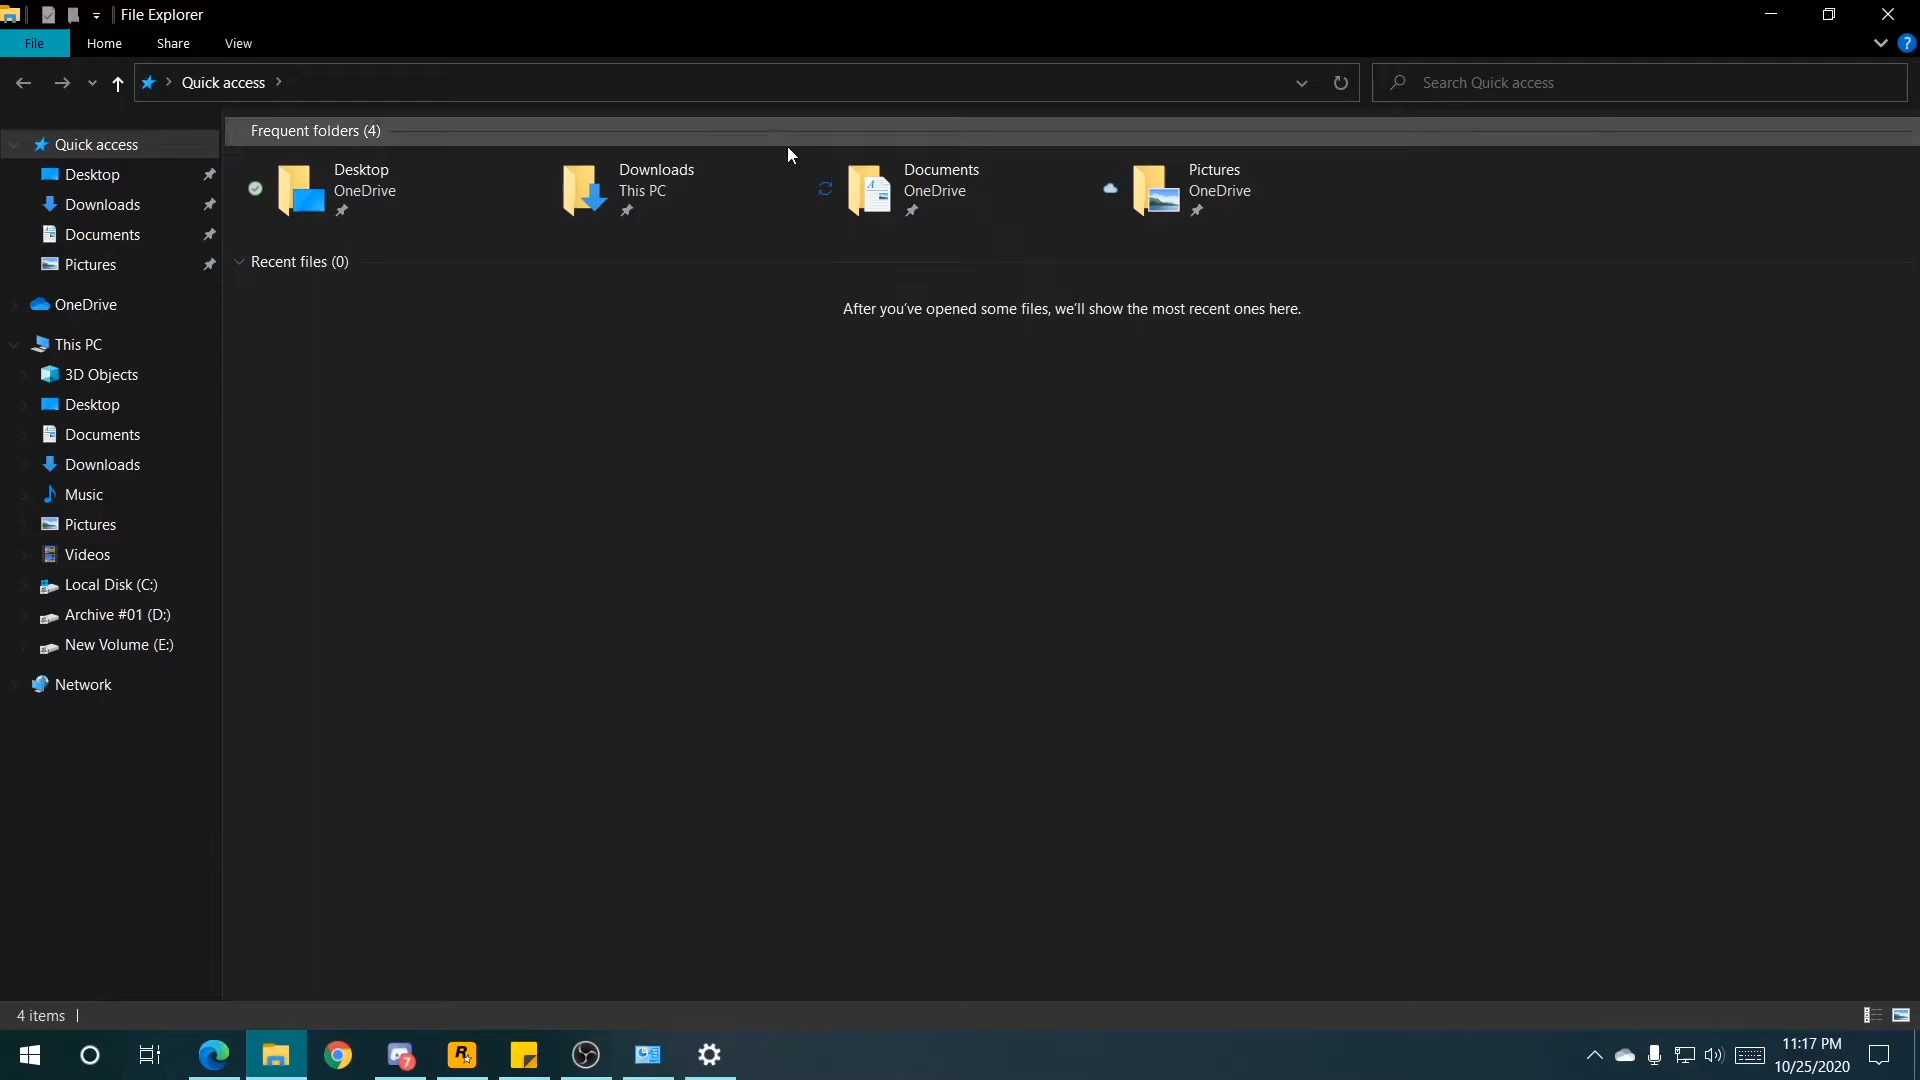 File Explorer
File
Home
Share
View
?
Quick access
Search Quick access
Quick access
Desktop
Downloads
Documents
Pictures
OneDrive
This PC
3D Objects
Desktop
Documents
Downloads
Music
Pictures
Videos
Local Disk (C:)
Archive #01 (D:)
New Volume (E:)
Network
Frequent folders (4)
Desktop
OneDrive
Downloads
This PC
Documents
OneDrive
Pictures
OneDrive
Recent files (0)
After you've opened some files, we'll show the most recent ones here.
4 items
7
R
11:17 PM
10/25/2020